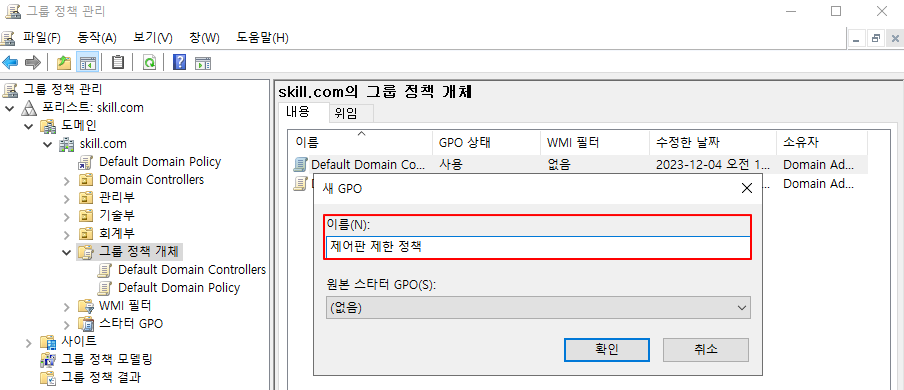 그룹 정책 관리
파일(F) 동작(A) 보기(V) 창(W) 도움말(H)
그룹 정책 관리
포리스트: skill.com
도메인
skill.com
Default Domain Policy
Domain Controllers
관리부
기술부
회계부
그룹 정책 개체
Default Domain Controllers
Default Domain Policy
WMI 필터
스타터 GPO
사이트
그룹 정책 모델링
그룹 정책 결과
skill.com의 그룹 정책 개체
내용 위임
이름 GPO 상태 WMI 필터 수정한 날짜 소유자
Default Domain Co... 사용 없음 2023-12-04 오전 1... Domain Ad...
Domain Ad...
새 GPO
이름(N):
제어판 제한 정책
원본 스타터 GPO(S):
(없음)
확인 취소